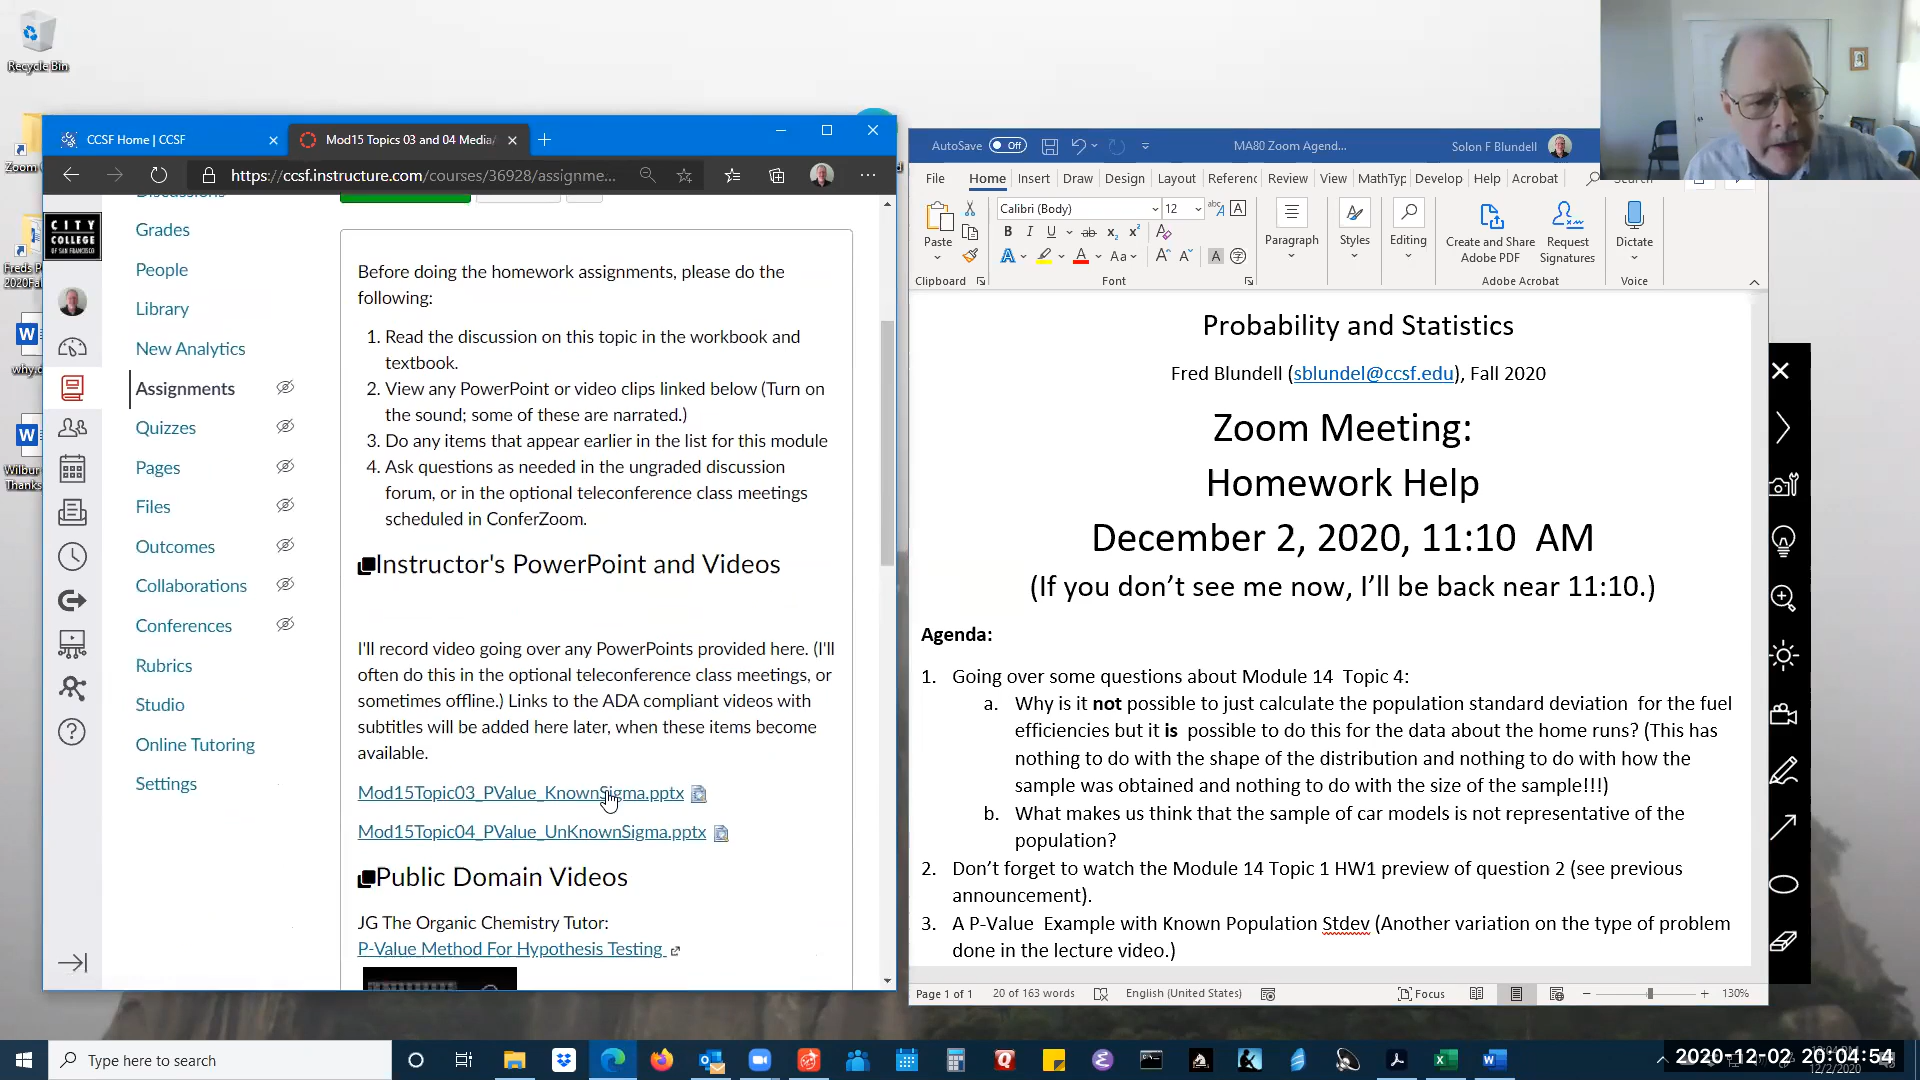 Recycle Bin
Zoom
Freds P
2020Fal
why.d
Wilbur
Thanks
CCSF Home | CCSF
Mod15 Topics 03 and 04 Media/
https://ccsf.instructure.com/courses/36928/assignme...
CITY
COLLEGE
OF SAN FRANCISCO
Discussions
Grades
People
Library
New Analytics
Assignments
Quizzes
Pages
Files
Outcomes
Collaborations
Conferences
Rubrics
Studio
Online Tutoring
Settings
Before doing the homework assignments, please do the
following:
1. Read the discussion on this topic in the workbook and
textbook.
2. View any PowerPoint or video clips linked below (Turn on
the sound; some of these are narrated.)
3. Do any items that appear earlier in the list for this module
4. Ask questions as needed in the ungraded discussion
forum, or in the optional teleconference class meetings
scheduled in ConferZoom.
Instructor's PowerPoint and Videos
I'll record video going over any PowerPoints provided here. (I'll
often do this in the optional teleconference class meetings, or
sometimes offline.) Links to the ADA compliant videos with
subtitles will be added here later, when these items become
available.
Mod15Topic03_PValue_KnownSigma.pptx
Mod15Topic04_PValue_UnKnownSigma.pptx
Public Domain Videos
JG The Organic Chemistry Tutor:
P-Value Method For Hypothesis Testing
AutoSave Off
MA80 Zoom Agend...
Solon F Blundell
File Home Insert Draw Design Layout Referenc Review View MathTyp Develop Help Acrobat
Calibri (Body) 12
Paste
Paragraph
Styles
Editing
Create and Share
Adobe PDF
Request
Signatures
Dictate
Clipboard
Font
Adobe Acrobat
Voice
Probability and Statistics
Fred Blundell (sblundel@ccsf.edu), Fall 2020
Zoom Meeting:
Homework Help
December 2, 2020, 11:10 AM
(If you don’t see me now, I’ll be back near 11:10.)
Agenda:
1. Going over some questions about Module 14 Topic 4:
a. Why is it not possible to just calculate the population standard deviation for the fuel
efficiencies but it is possible to do this for the data about the home runs? (This has
nothing to do with the shape of the distribution and nothing to do with how the
sample was obtained and nothing to do with the size of the sample!!!)
b. What makes us think that the sample of car models is not representative of the
population?
2. Don’t forget to watch the Module 14 Topic 1 HW1 preview of question 2 (see previous
announcement).
3. A P-Value Example with Known Population Stdev (Another variation on the type of problem
done in the lecture video.)
Page 1 of 1
20 of 163 words
English (United States)
Focus
130%
Type here to search
2020-12-02 20:04:54
12/2/2020